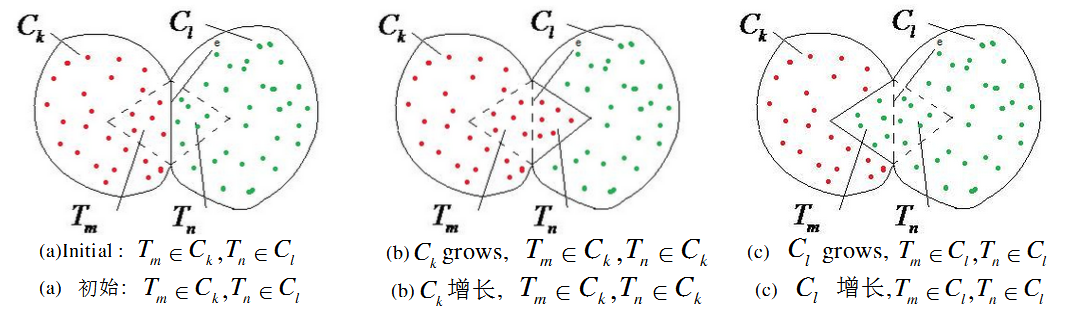 C_k C_l e C_k C_l e C_k C_l e
T_m T_n T_m T_n T_m T_n
(a)Initial : T_m ∈ C_k , T_n ∈ C_l
(b) C_k grows, T_m ∈ C_k , T_n ∈ C_k
(c) C_l grows, T_m ∈ C_l , T_n ∈ C_l
(a) 初始: T_m ∈ C_k , T_n ∈ C_l
(b) C_k 增长, T_m ∈ C_k , T_n ∈ C_k
(c) C_l 增长, T_m ∈ C_l , T_n ∈ C_l